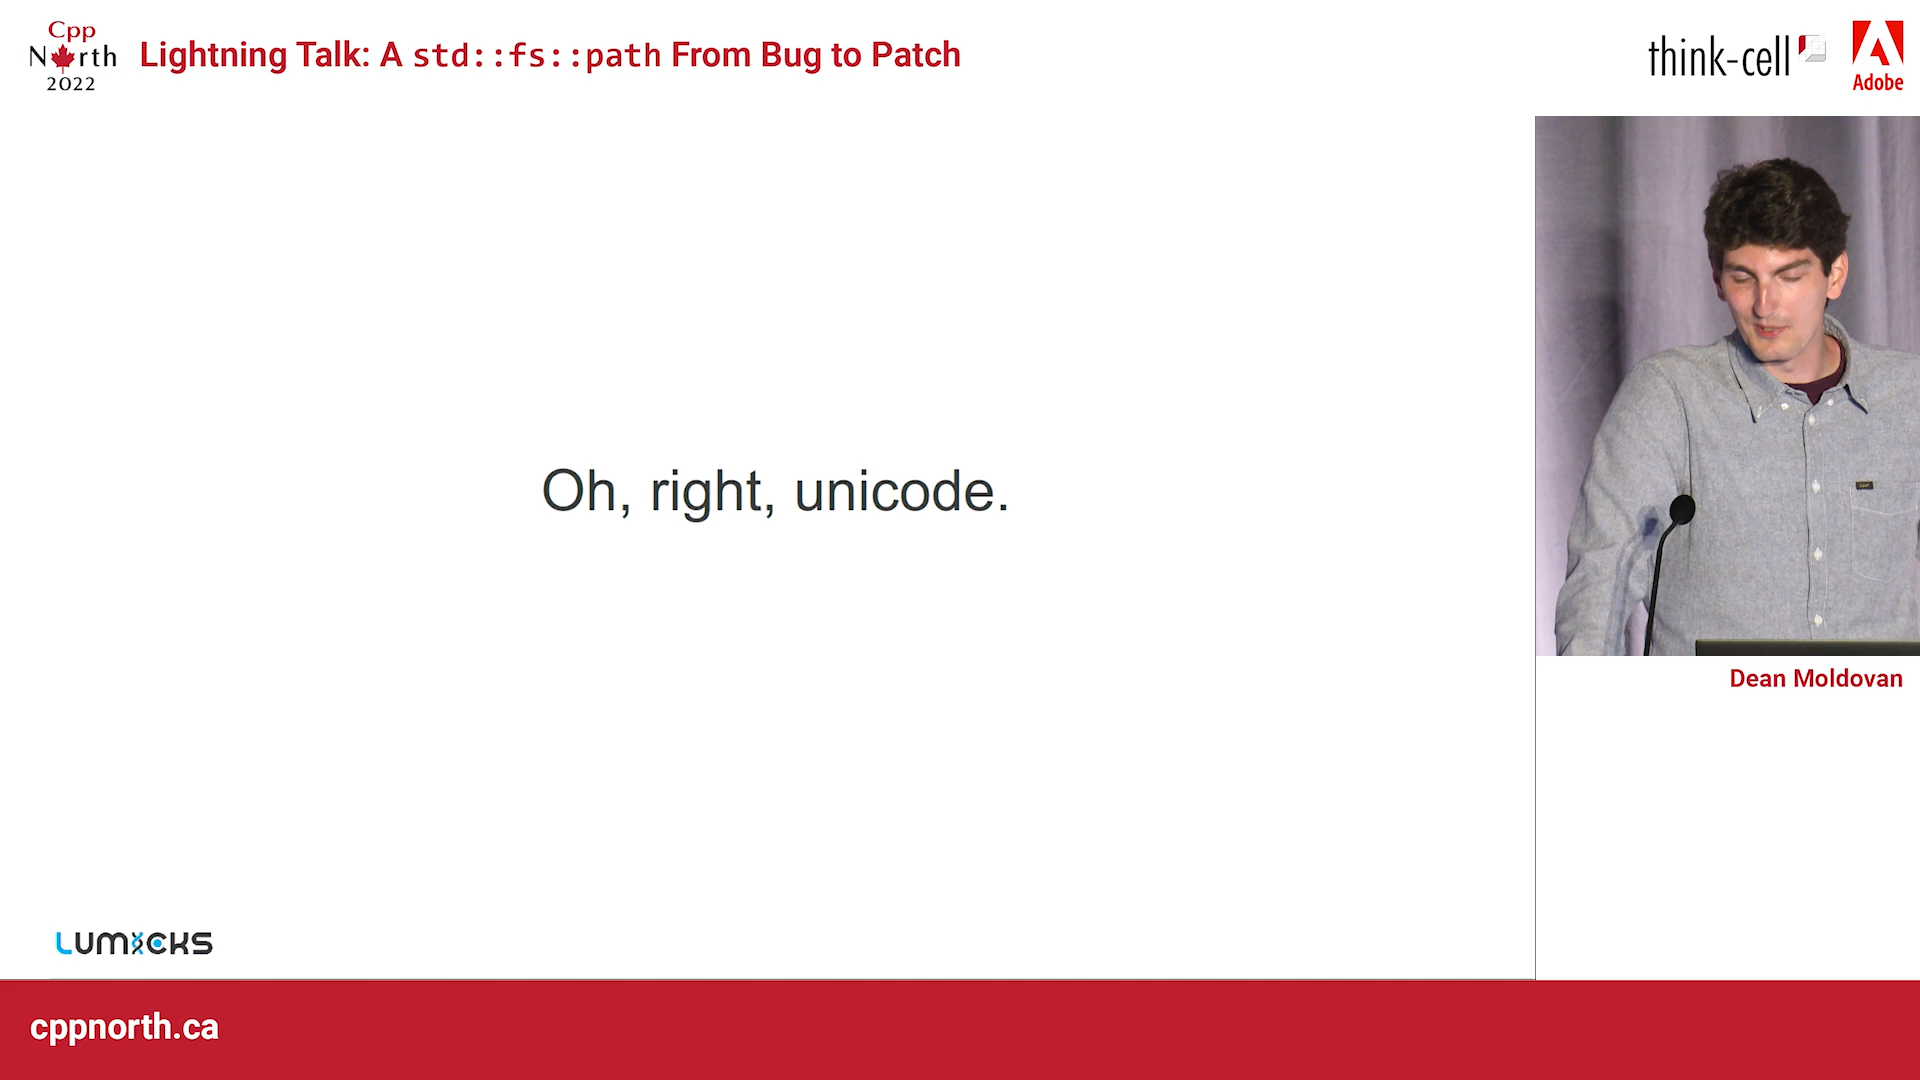 Cpp
North
2022
Lightning Talk: A std::fs::path From Bug to Patch
think-cell
Adobe
Oh, right, unicode.
Dean Moldovan
LUMICKS
cppnorth.ca